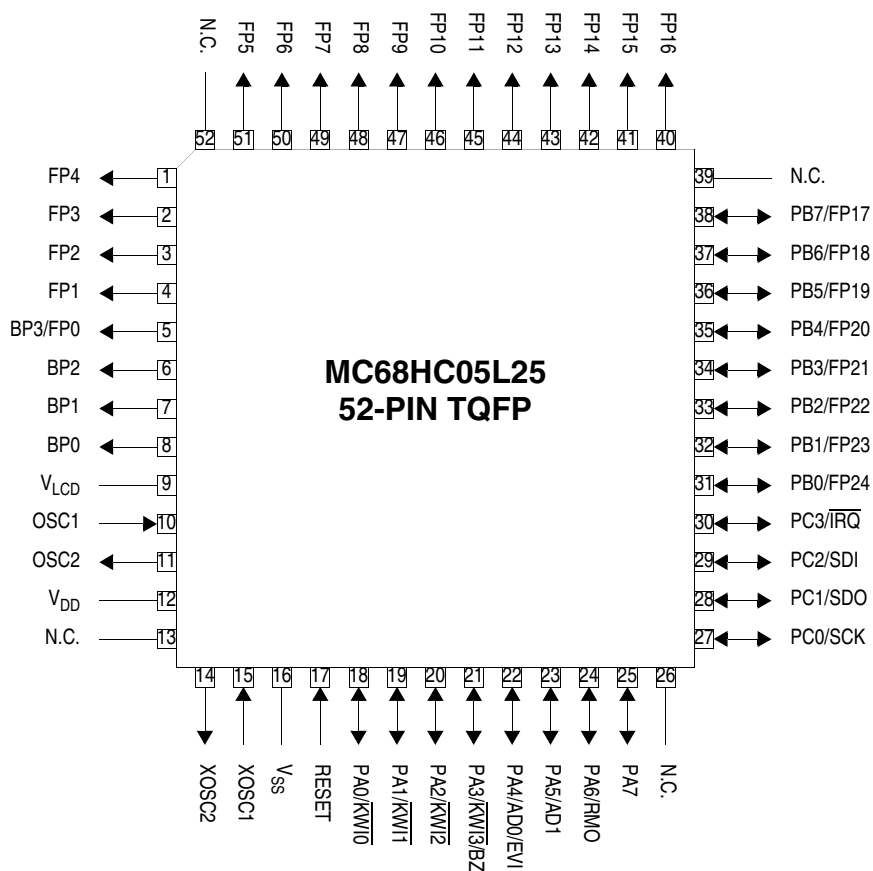 N.C.
FP5
FP6
FP7
FP8
FP9
FP10
FP11
FP12
FP13
FP14
FP15
FP16
52
51
50
49
48
47
46
45
44
43
42
41
40
FP4 1
FP3 2
FP2 3
FP1 4
BP3/FP0 5
BP2 6
BP1 7
BP0 8
VLCD 9
OSC1 10
OSC2 11
VDD 12
N.C. 13
MC68HC05L25
52-PIN TQFP
39 N.C.
38 PB7/FP17
37 PB6/FP18
36 PB5/FP19
35 PB4/FP20
34 PB3/FP21
33 PB2/FP22
32 PB1/FP23
31 PB0/FP24
30 PC3/IRQ
29 PC2/SDI
28 PC1/SDO
27 PC0/SCK
14
15
16
17
18
19
20
21
22
23
24
25
26
XOSC2
XOSC1
VSS
RESET
PA0/KWI0
PA1/KWI1
PA2/KWI2
PA3/KWI3/BZ
PA4/AD0/EVI
PA5/AD1
PA6/RMO
PA7
N.C.